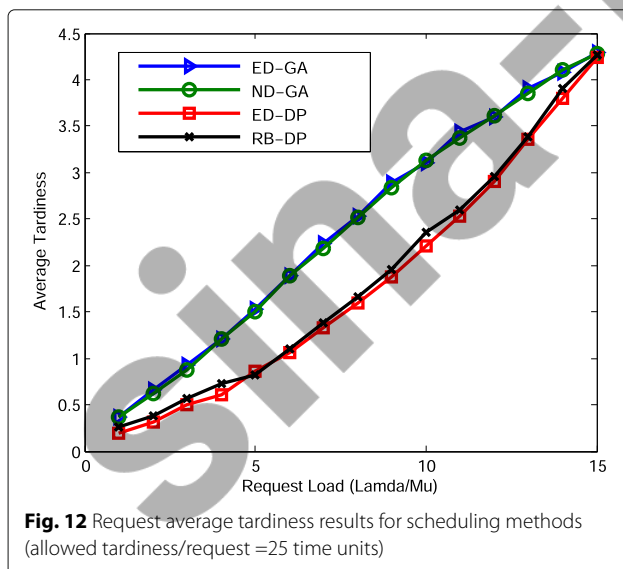 4.5
4
3.5
3
2.5
2
1.5
1
0.5
0
Average Tardiness
ED-GA
ND-GA
ED-DP
RB-DP
0 5 10 15
Request Load (Lamda/Mu)
Fig. 12 Request average tardiness results for scheduling methods
(allowed tardiness/request =25 time units)
sina-